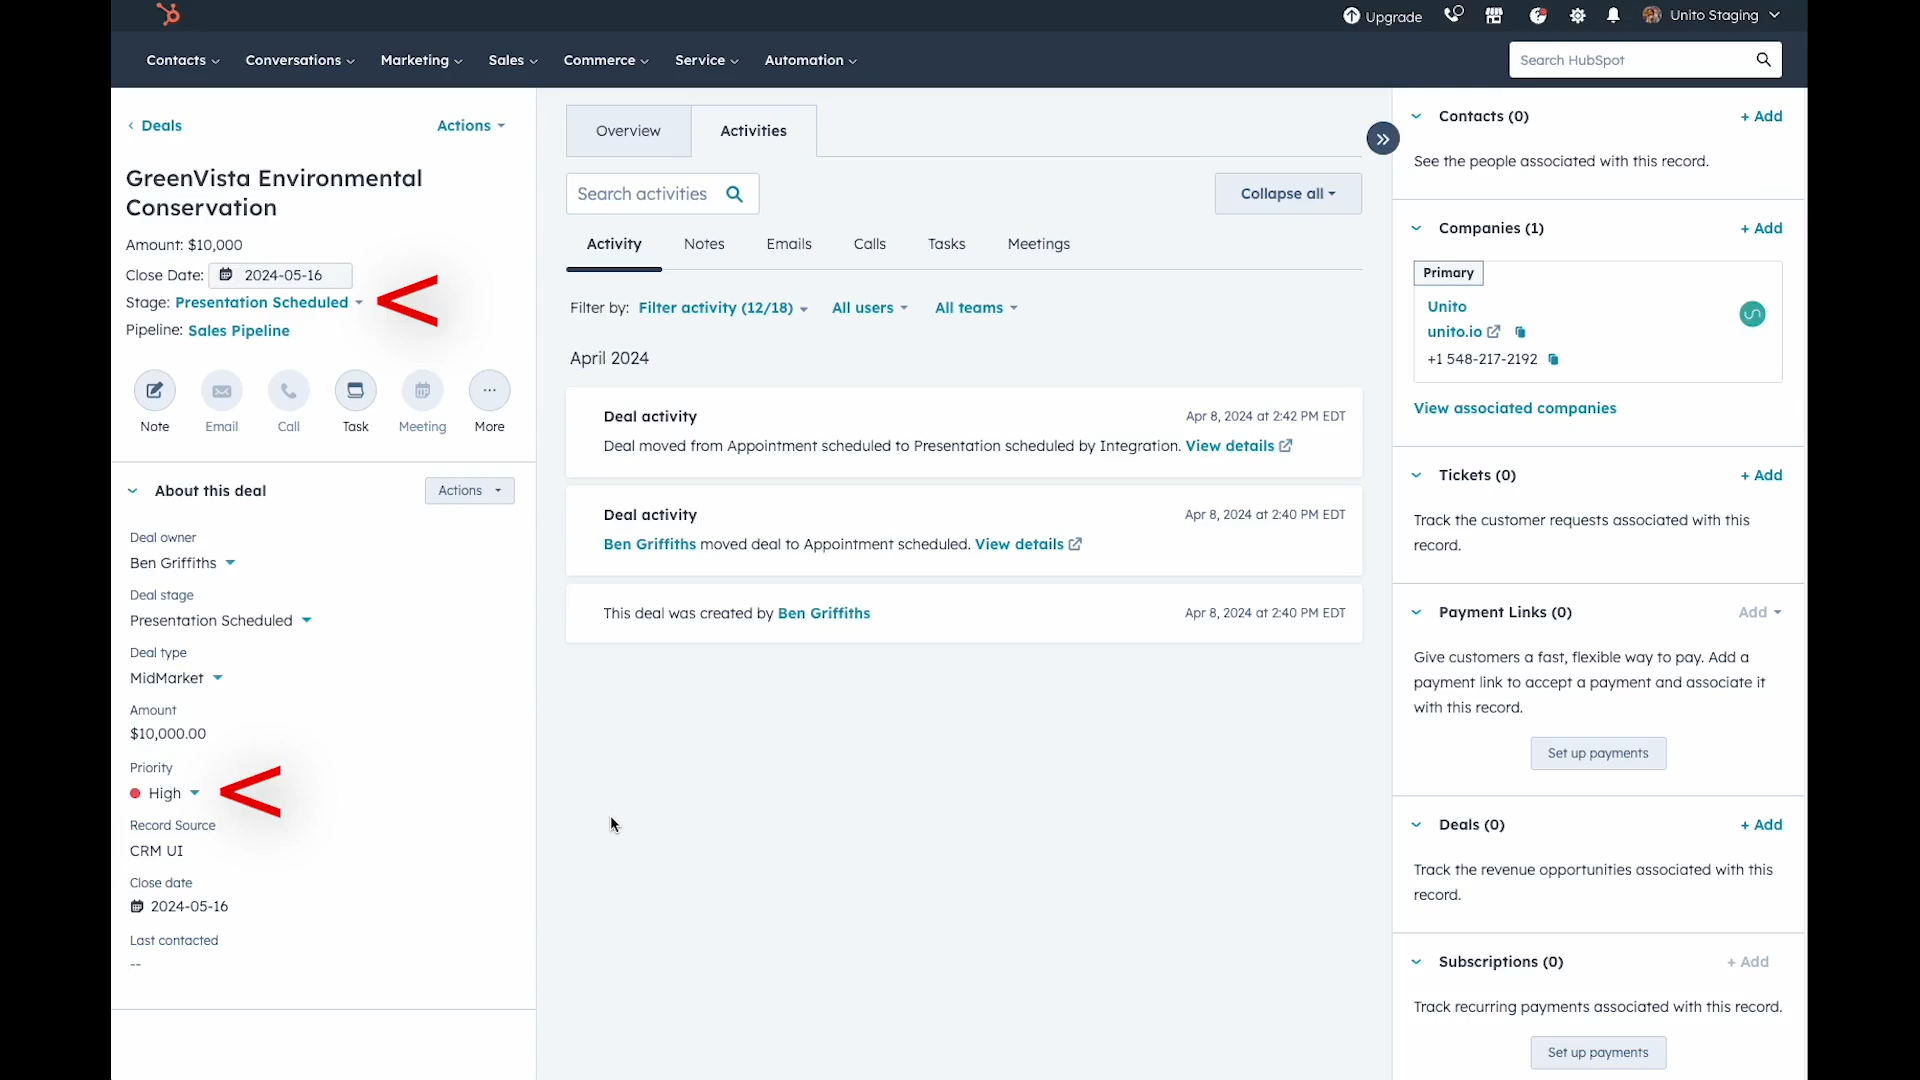 Upgrade
Unito Staging
Contacts
Conversations
Marketing
Sales
Commerce
Service
Automation
Search HubSpot
Deals
Actions
GreenVista Environmental
Conservation
Amount: $10,000
Close Date: 2024-05-16
Stage: Presentation Scheduled
Pipeline: Sales Pipeline
Note
Email
Call
Task
Meeting
More
About this deal
Actions
Deal owner
Ben Griffiths
Deal stage
Presentation Scheduled
Deal type
MidMarket
Amount
$10,000.00
Priority
High
Record Source
CRM UI
Close date
2024-05-16
Last contacted
--
Overview
Activities
Search activities
Collapse all
Activity
Notes
Emails
Calls
Tasks
Meetings
Filter by: Filter activity (12/18) All users All teams
April 2024
Deal activity
Apr 8, 2024 at 2:42 PM EDT
Deal moved from Appointment scheduled to Presentation scheduled by Integration. View details
Deal activity
Apr 8, 2024 at 2:40 PM EDT
Ben Griffiths moved deal to Appointment scheduled. View details
This deal was created by Ben Griffiths
Apr 8, 2024 at 2:40 PM EDT
Contacts (0)
+ Add
See the people associated with this record.
Companies (1)
+ Add
Primary
Unito
unito.io
+1 548-217-2192
View associated companies
Tickets (0)
+ Add
Track the customer requests associated with this
record.
Payment Links (0)
Add
Give customers a fast, flexible way to pay. Add a
payment link to accept a payment and associate it
with this record.
Set up payments
Deals (0)
+ Add
Track the revenue opportunities associated with this
record.
Subscriptions (0)
+ Add
Track recurring payments associated with this record.
Set up payments